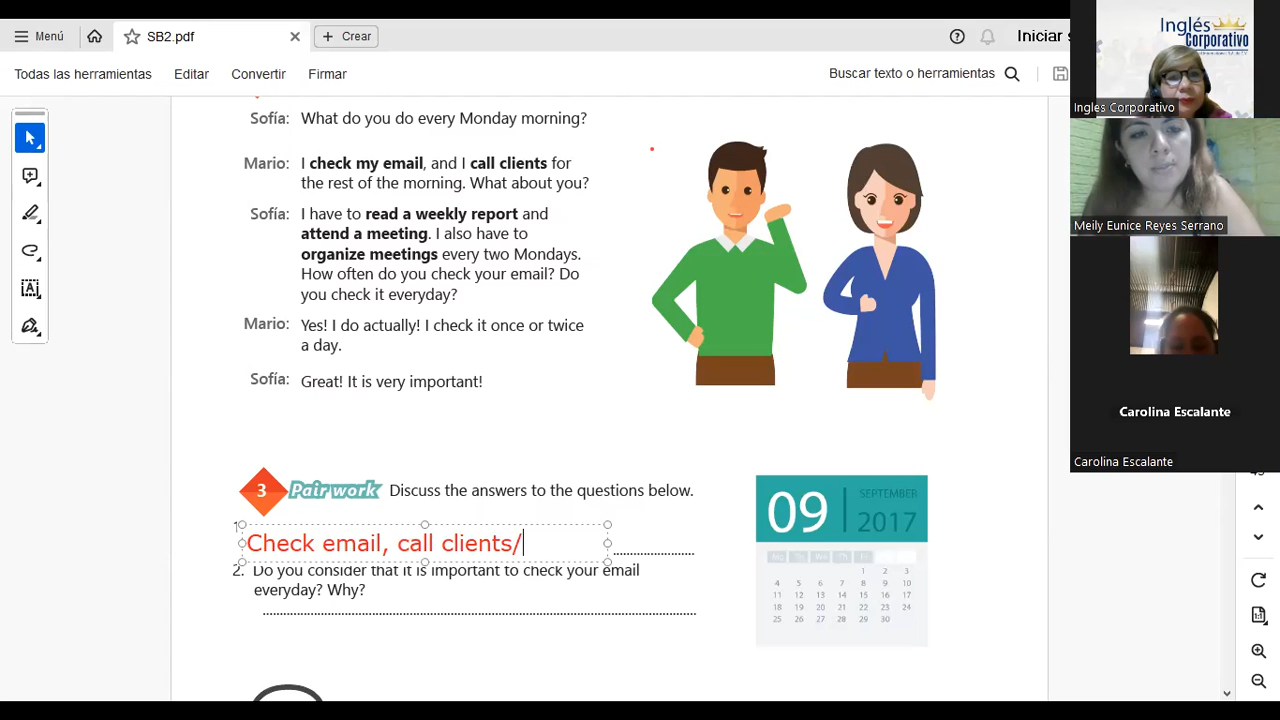 Menú
SB2.pdf
Crear
Iniciar s
Todas las herramientas
Editar
Convertir
Firmar
Buscar texto o herramientas
Sofía: What do you do every Monday morning?
Mario: I check my email, and I call clients for
the rest of the morning. What about you?
Sofía: I have to read a weekly report and
attend a meeting. I also have to
organize meetings every two Mondays.
How often do you check your email? Do
you check it everyday?
Mario: Yes! I do actually! I check it once or twice
a day.
Sofía: Great! It is very important!
3 Pair work Discuss the answers to the questions below.
Check email, call clients/
2. Do you consider that it is important to check your email
everyday? Why?
09 SEPTEMBER
2017
1 2 3
4 5 6 7 8 9 10
11 12 13 14 15 16 17
18 19 20 21 22 23 24
25 26 27 28 29 30
Inglés
Corporativo
Ingles Corporativo
Meily Eunice Reyes Serrano
Carolina Escalante
Carolina Escalante